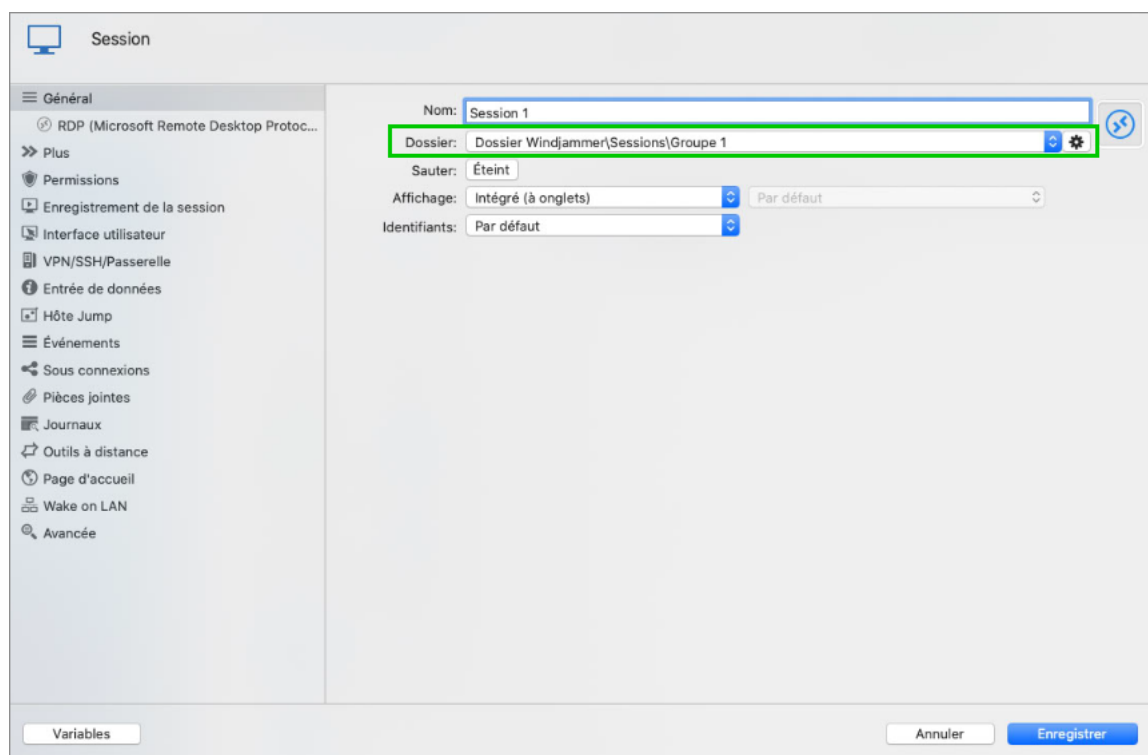 Session
Général
RDP (Microsoft Remote Desktop Protoc...
Plus
Permissions
Enregistrement de la session
Interface utilisateur
VPN/SSH/Passerelle
Entrée de données
Hôte Jump
Événements
Sous connexions
Pièces jointes
Journaux
Outils à distance
Page d'accueil
Wake on LAN
Avancée
Nom: Session 1
Dossier: Dossier Windjammer\Sessions\Groupe 1
Sauter: Éteint
Affichage: Intégré (à onglets) Par défaut
Identifiants: Par défaut
Variables Annuler Enregistrer